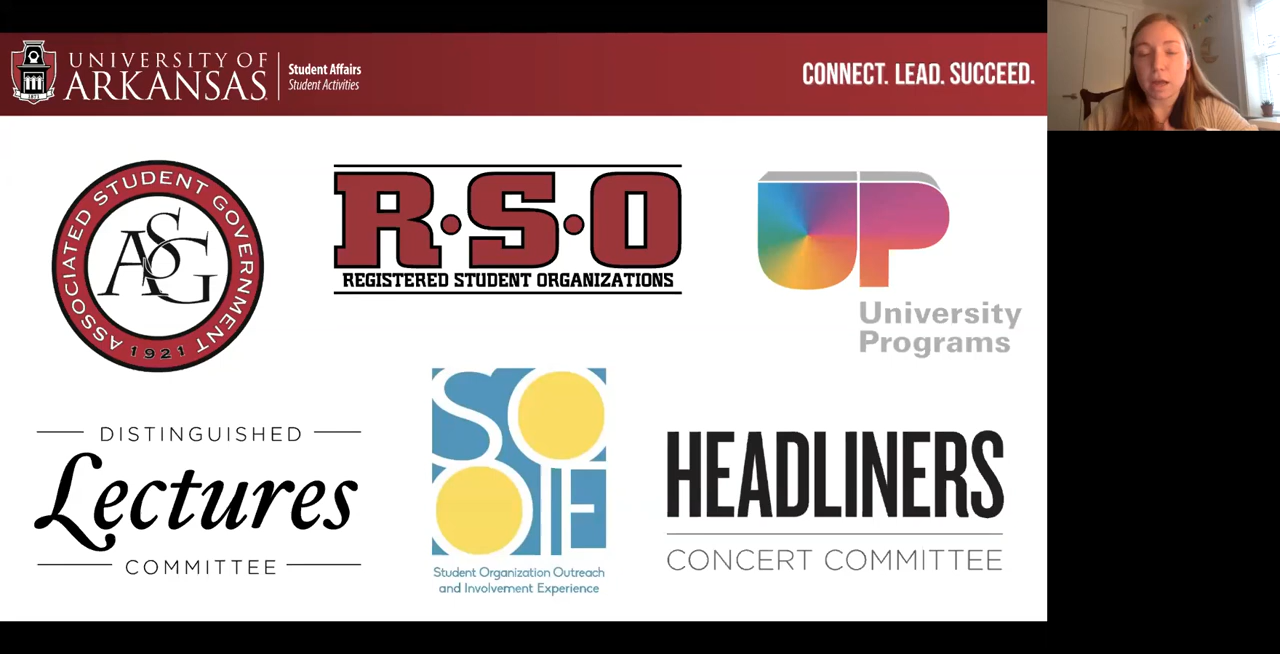 UNIVERSITY OF
ARKANSAS
Student Affairs
Student Activities
CONNECT. LEAD. SUCCEED.
ASSOCIATED STUDENT GOVERNMENT
ASG
1921
R·S·O
REGISTERED STUDENT ORGANIZATIONS
UP
University
Programs
DISTINGUISHED
Lectures
COMMITTEE
SOOIE
Student Organization Outreach
and Involvement Experience
HEADLINERS
CONCERT COMMITTEE